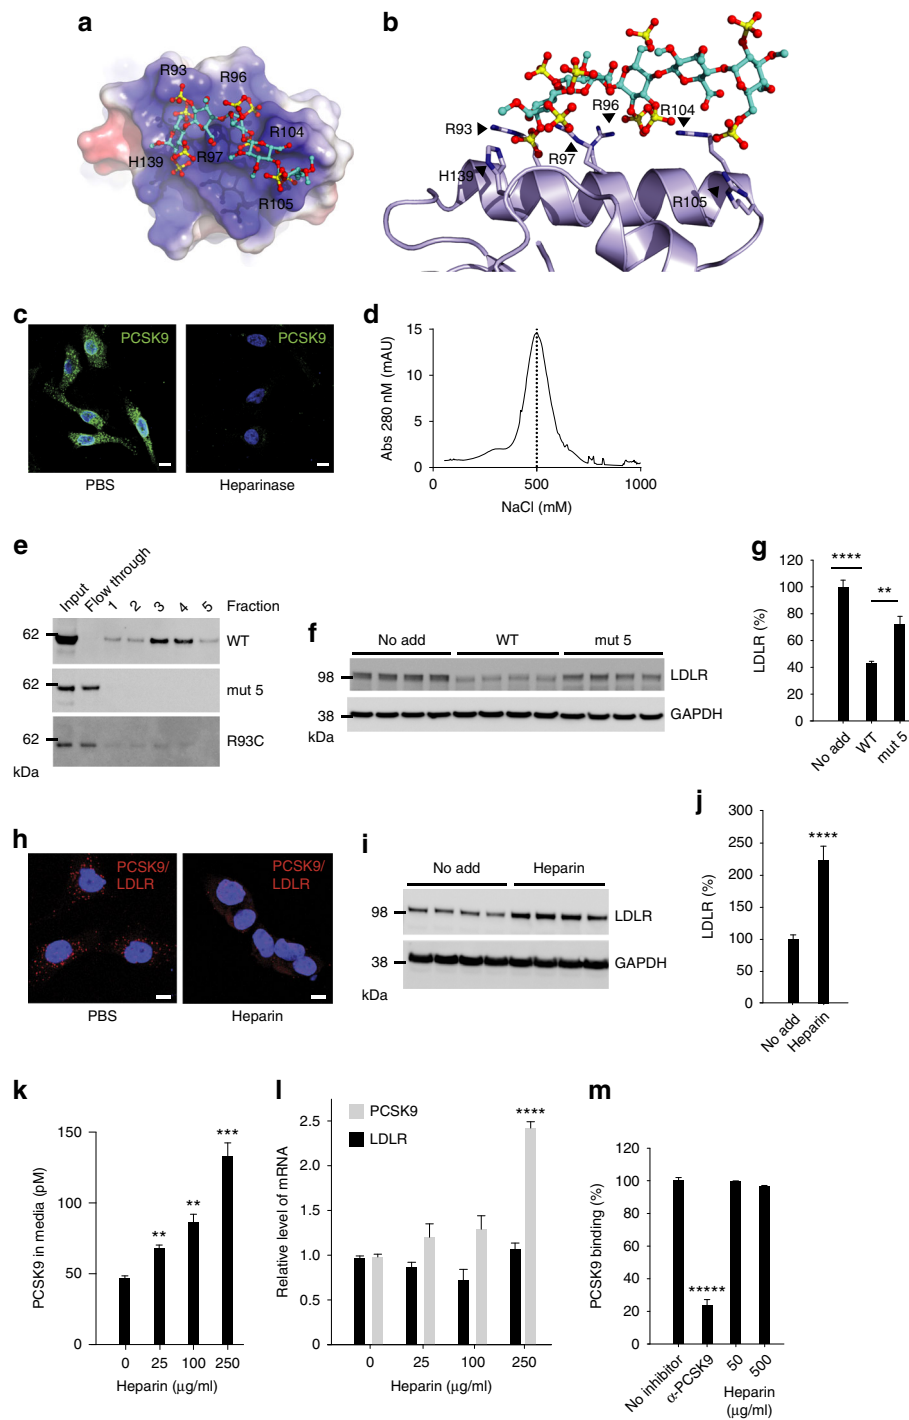 a
R93
R96
R104
H139
R97
R105
b
R96
R104
R93
R97
H139
R105
c
PCSK9
PCSK9
PBS
Heparinase
d
15
10
5
0
Abs 280 nM (mAU)
0
500
1000
NaCl (mM)
e
Input
Flow through
1
2
3
4
5
Fraction
62
WT
62
mut 5
62
R93C
kDa
f
No add
WT
mut 5
98
LDLR
38
GAPDH
kDa
g
120
100
80
60
40
20
0
LDLR (%)
****
**
No add
WT
mut 5
h
PCSK9/
LDLR
PCSK9/
LDLR
PBS
Heparin
i
No add
Heparin
98
LDLR
38
GAPDH
kDa
j
300
250
200
150
100
50
0
LDLR (%)
****
No add
Heparin
k
150
100
50
0
PCSK9 in media (pM)
**
**
***
0
25
100
250
Heparin (μg/ml)
l
PCSK9
LDLR
2.5
2.0
1.5
1.0
0.5
0
Relative level of mRNA
****
0
25
100
250
Heparin (μg/ml)
m
120
100
80
60
40
20
0
PCSK9 binding (%)
*****
No inhibitor
α-PCSK9
50
500
Heparin
(μg/ml)